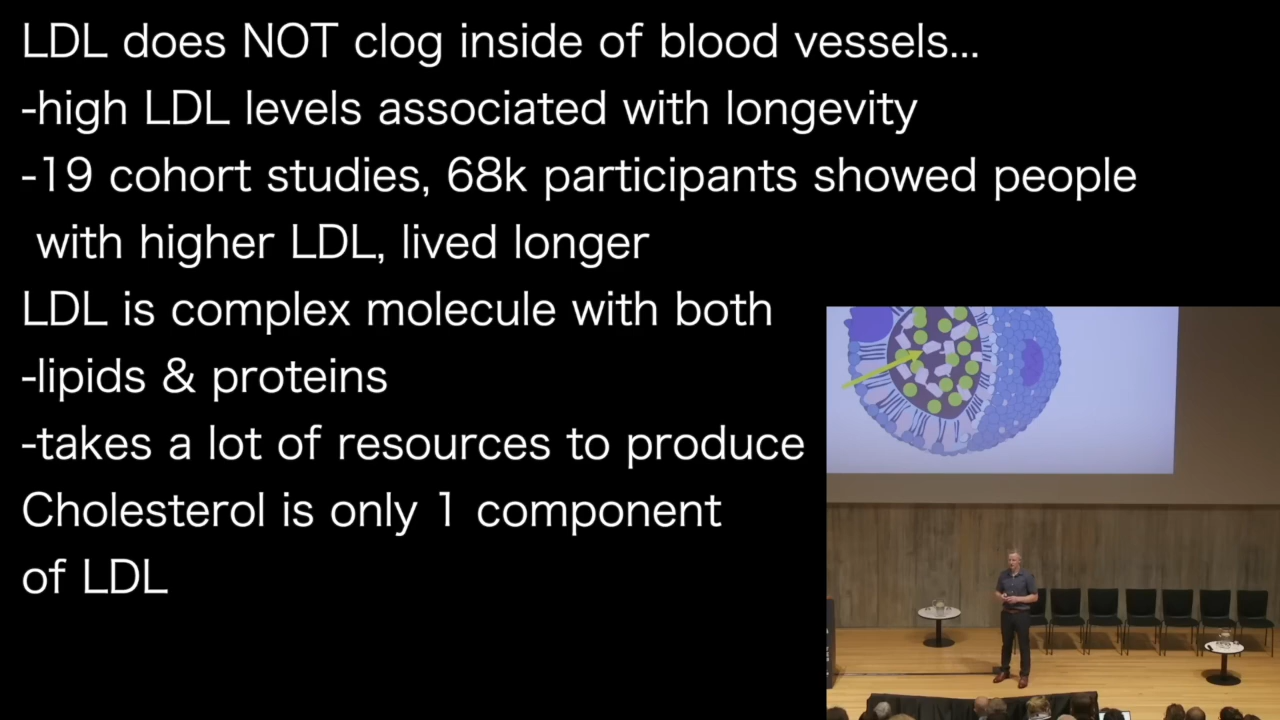 LDL does NOT clog inside of blood vessels...
-high LDL levels associated with longevity
-19 cohort studies, 68k participants showed people
with higher LDL, lived longer
LDL is complex molecule with both
-lipids & proteins
-takes a lot of resources to produce
Cholesterol is only 1 component
of LDL